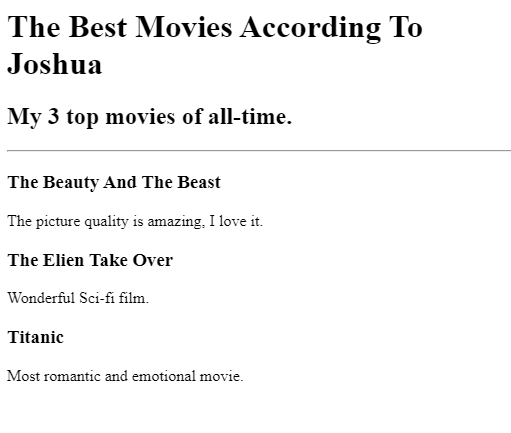 The Best Movies According To
Joshua
My 3 top movies of all-time.
The Beauty And The Beast
The picture quality is amazing, I love it.
The Elien Take Over
Wonderful Sci-fi film.
Titanic
Most romantic and emotional movie.